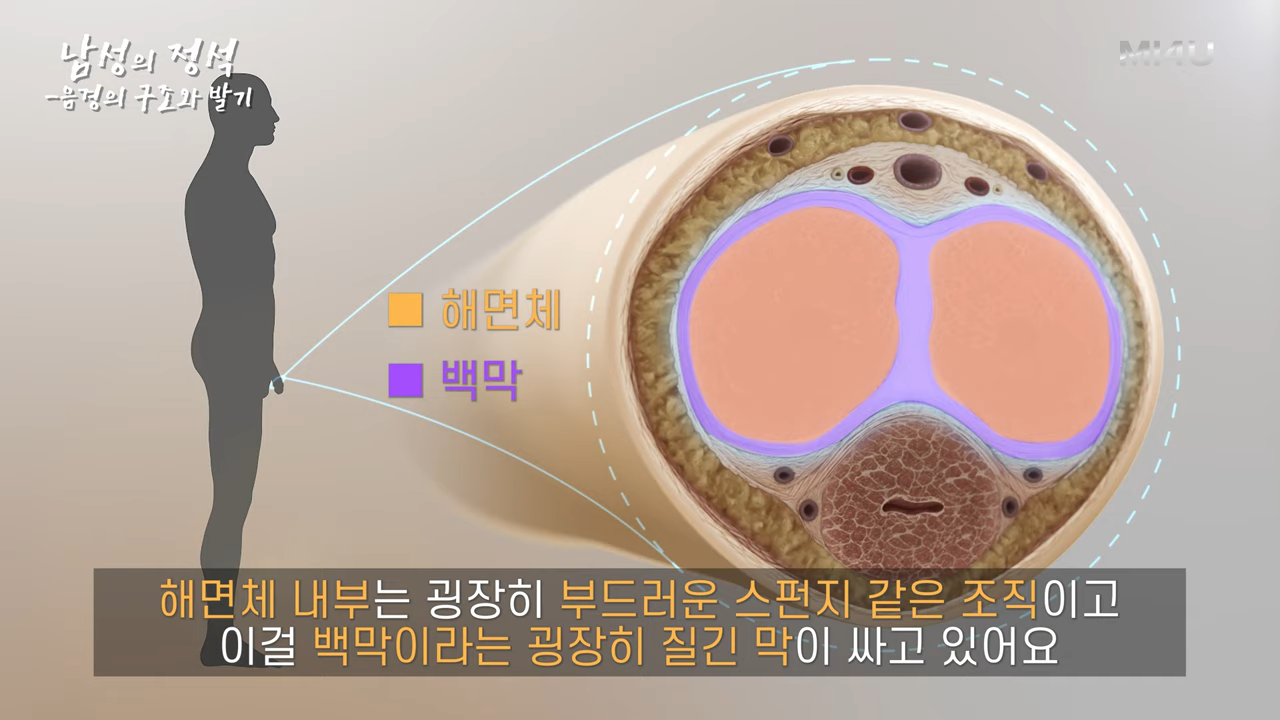 남성의 정석
-음경의 구조와 발기
MI4U
해면체
백막
해면체 내부는 굉장히 부드러운 스펀지 같은 조직이고
이걸 백막이라는 굉장히 질긴 막이 싸고 있어요